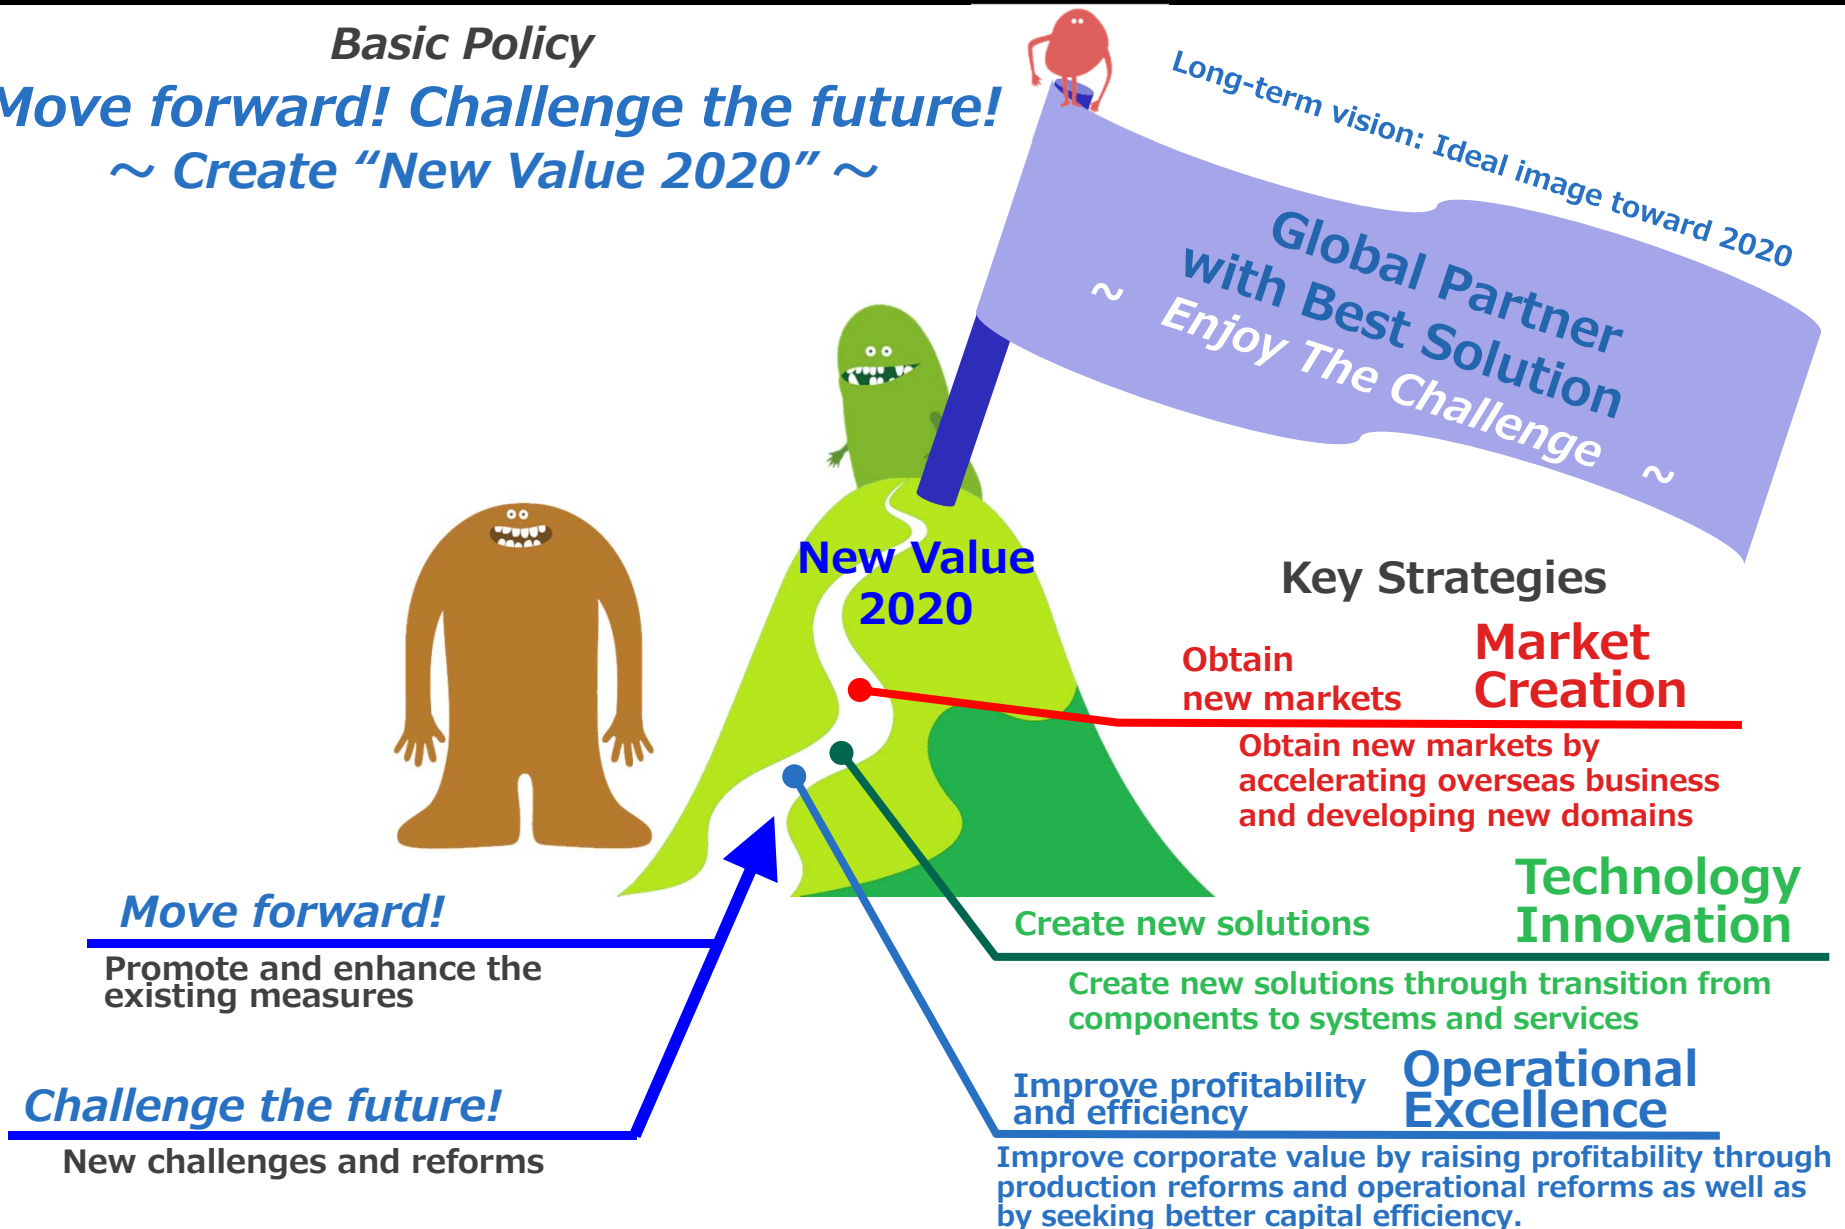 Basic Policy
Move forward! Challenge the future!
～ Create “New Value 2020” ～
Long-term vision: Ideal image toward 2020
Global Partner
with Best Solution
~ Enjoy The Challenge ~
New Value
2020
Key Strategies
Obtain
new markets
Market
Creation
Obtain new markets by
accelerating overseas business
and developing new domains
Technology
Innovation
Create new solutions
Create new solutions through transition from
components to systems and services
Operational
Excellence
Improve profitability
and efficiency
Improve corporate value by raising profitability through
production reforms and operational reforms as well as
by seeking better capital efficiency.
Move forward!
Promote and enhance the
existing measures
Challenge the future!
New challenges and reforms